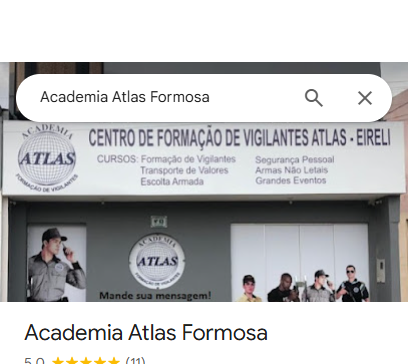 Academia Atlas Formosa
ACADEMIA
ATLAS
FORMAÇÃO DE VIGILANTES
CENTRO DE FORMAÇÃO DE VIGILANTES ATLAS - EIRELI
CURSOS: Formação de Vigilantes
Transporte de Valores
Escolta Armada
Segurança Pessoal
Armas Não Letais
Grandes Eventos
ACADEMIA
ATLAS
Mande sua mensagem!
Academia Atlas Formosa
5,0 (11)